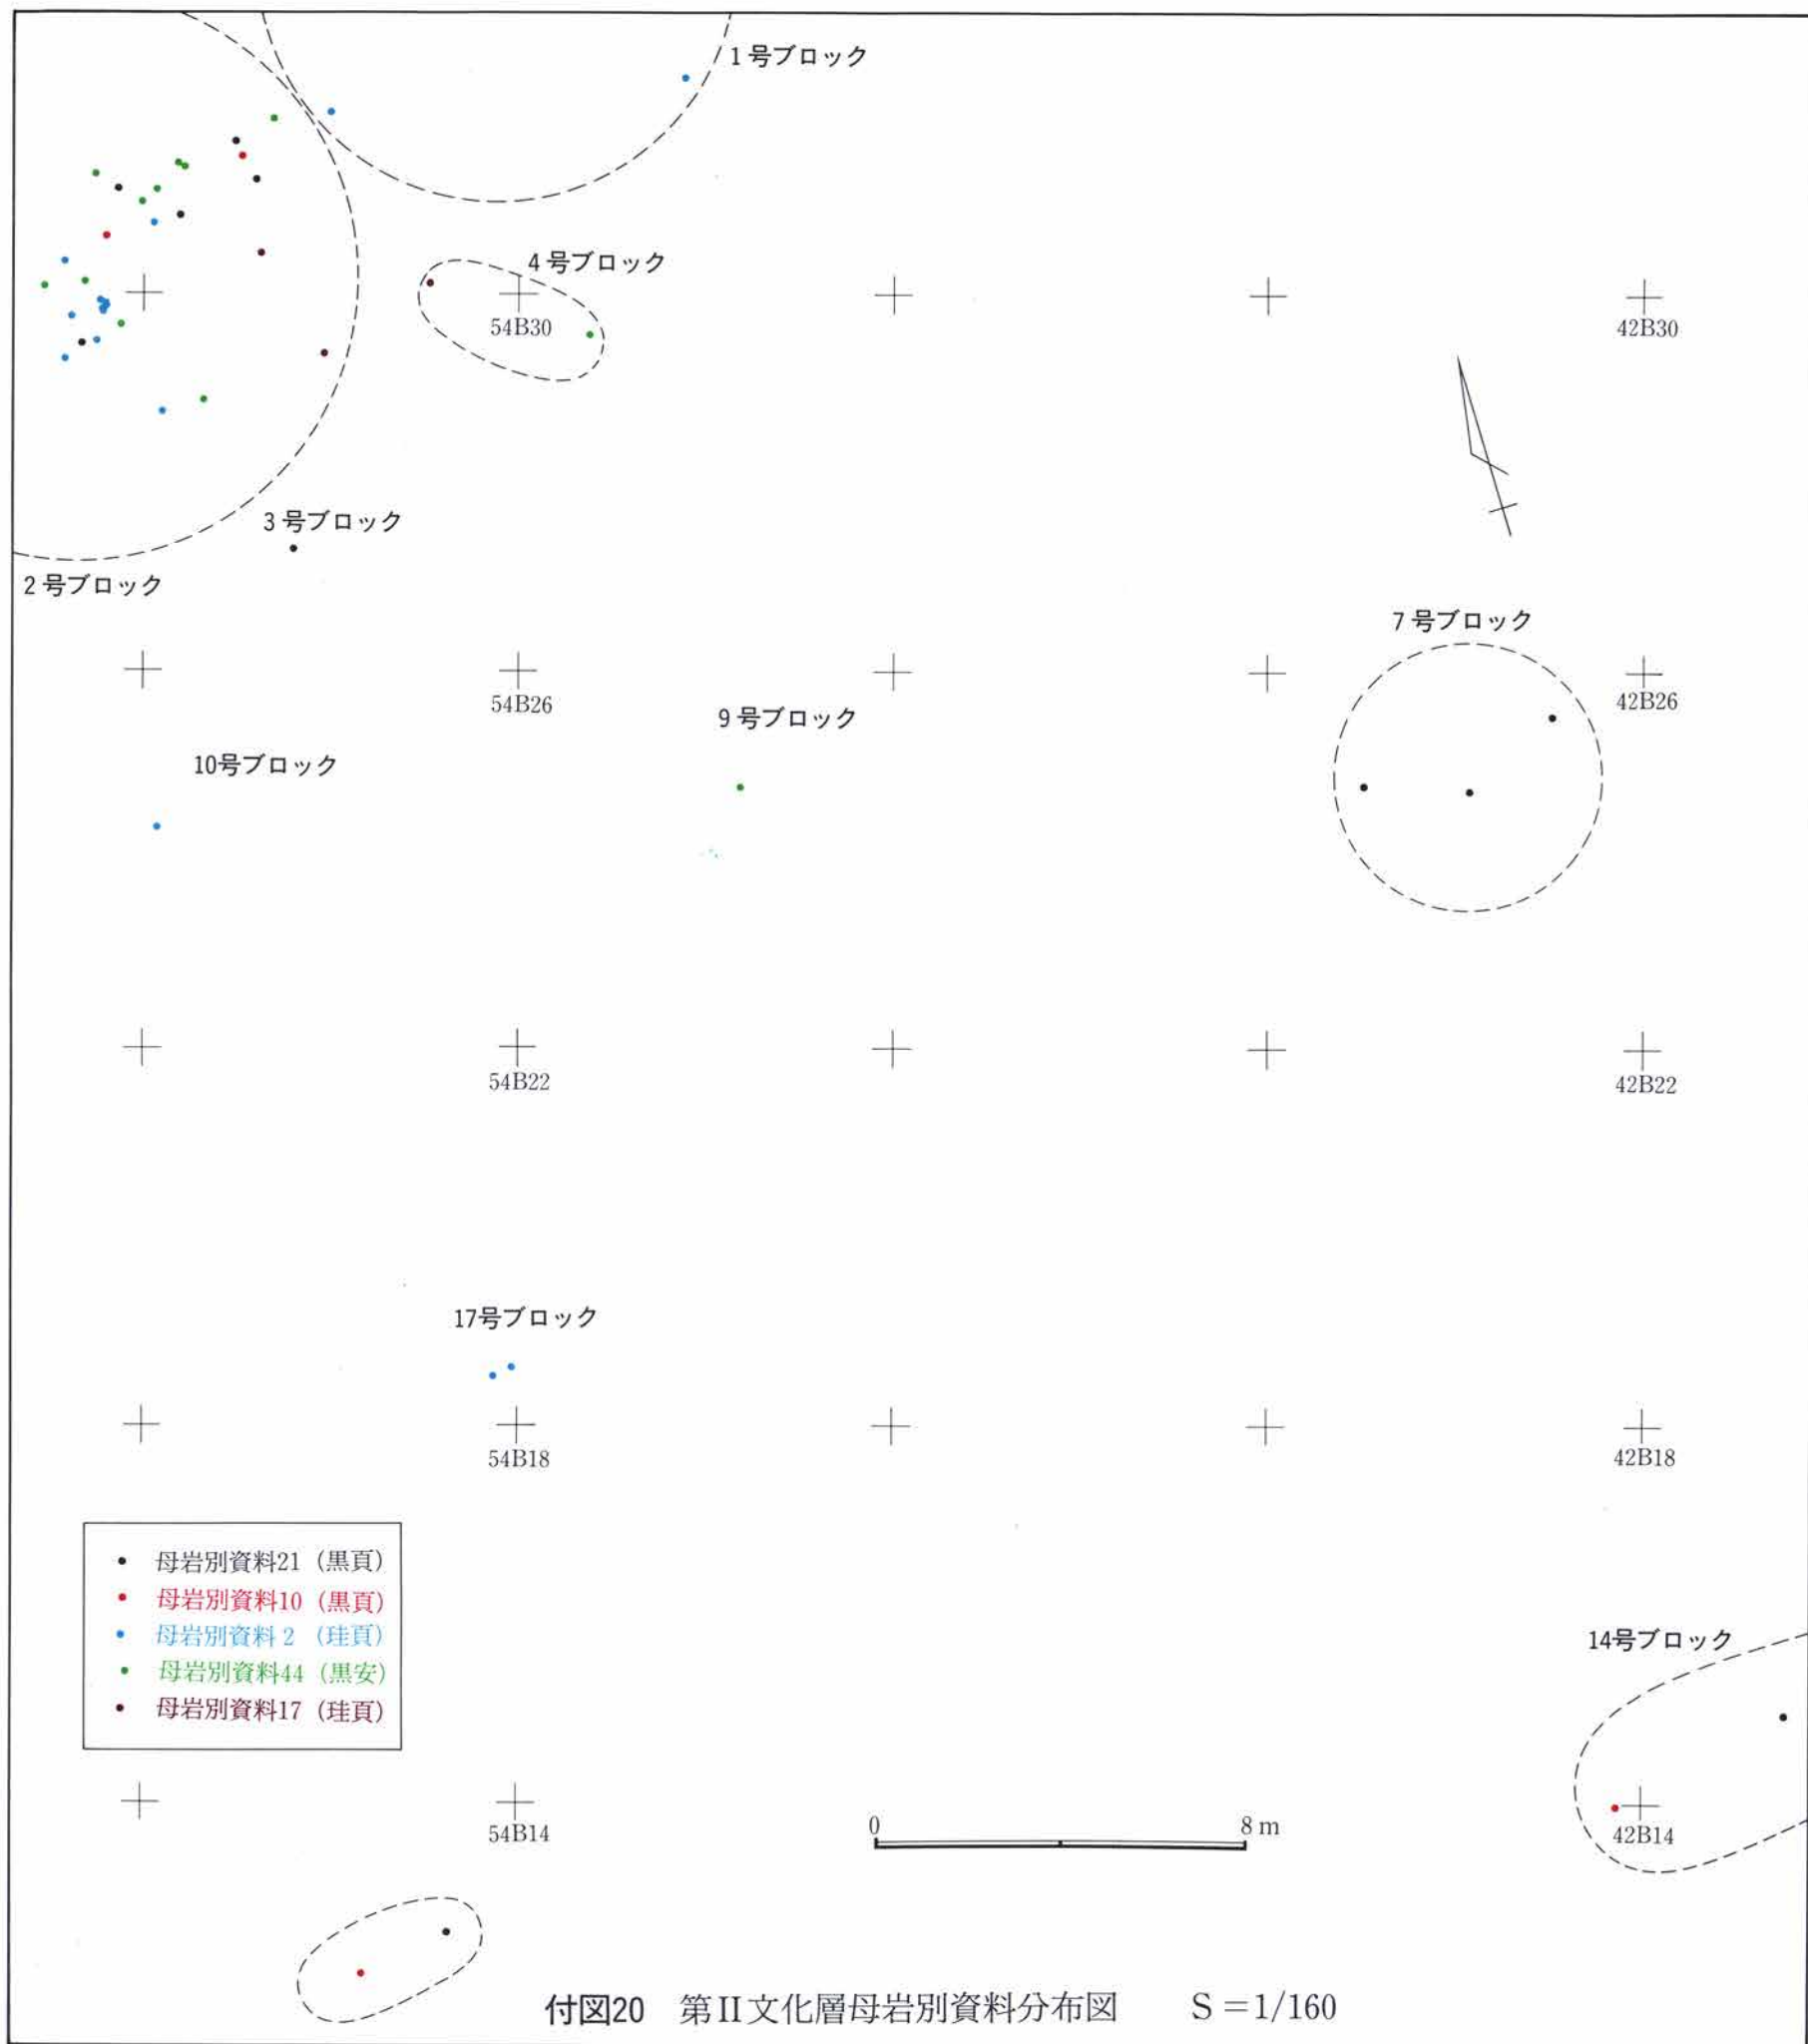 1号ブロック
4号ブロック
54B30
42B30
3号ブロック
2号ブロック
7号ブロック
54B26
42B26
9号ブロック
10号ブロック
54B22
42B22
17号ブロック
54B18
42B18
母岩別資料21（黒頁）
母岩別資料10（黒頁）
母岩別資料 2 （珪頁）
母岩別資料44（黒安）
母岩別資料17（珪頁）
14号ブロック
54B14
0
8 m
42B14
付図20 第Ⅱ文化層母岩別資料分布図 S＝1/160